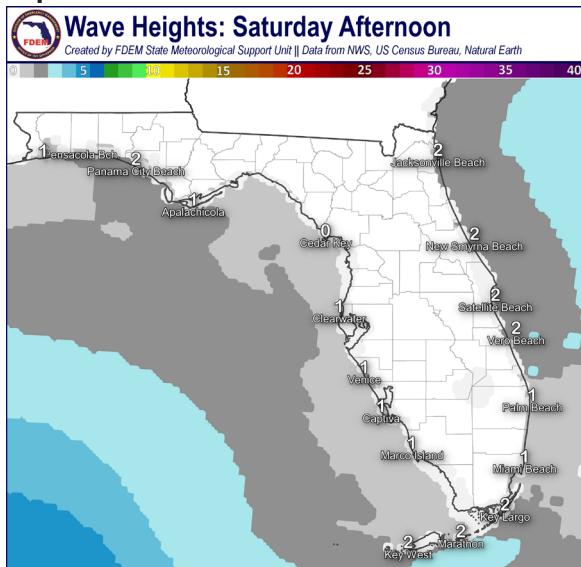 Wave Heights: Saturday Afternoon
Created by FDEM State Meteorological Support Unit || Data from NWS, US Census Bureau, Natural Earth
FDEM
0 5 10 15 20 25 30 35 40
1 Pensacola Bch
2
Panama City Beach
1
Apalachicola
2
Jacksonville Beach
0
Cedar Key
2
New Smyrna Beach
2
Satellite Beach
1
Clearwater
2
Vero Beach
1
Venice
1
Captiva
1
Palm Beach
1
Marco Island
1
Miami Beach
2
Key Largo
2
Marathon
2
Key West